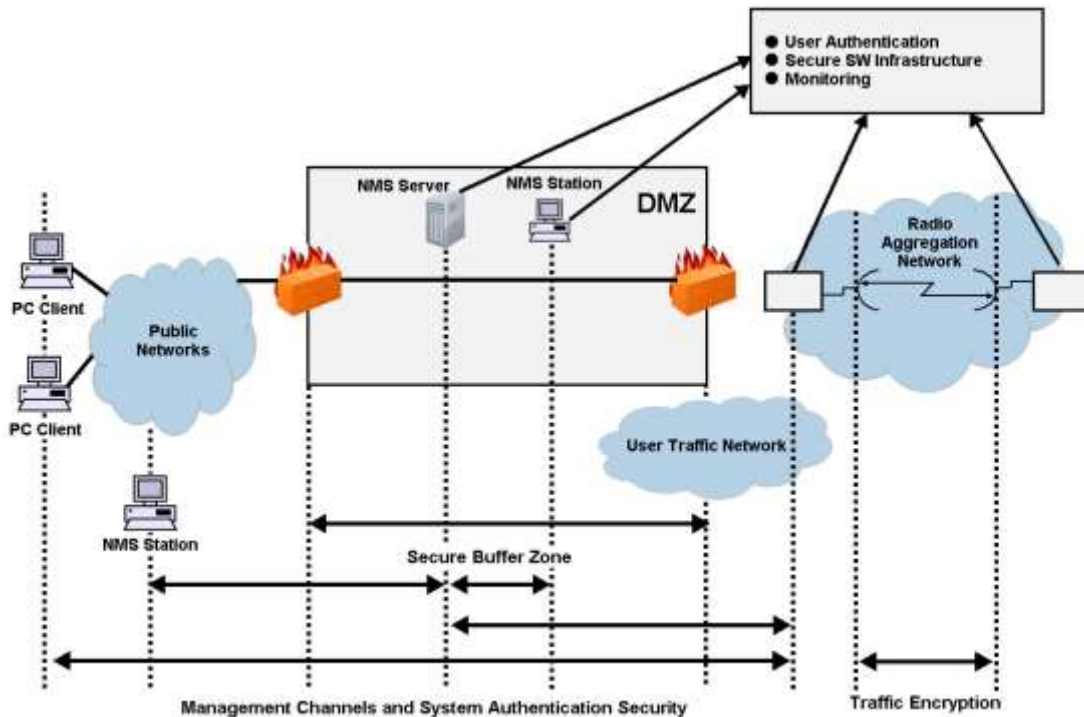 ● User Authentication
● Secure SW Infrastructure
● Monitoring
NMS Server
NMS Station
DMZ
Radio
Aggregation
Network
PC Client
Public
Networks
PC Client
User Traffic Network
NMS Station
Secure Buffer Zone
Management Channels and System Authentication Security
Traffic Encryption